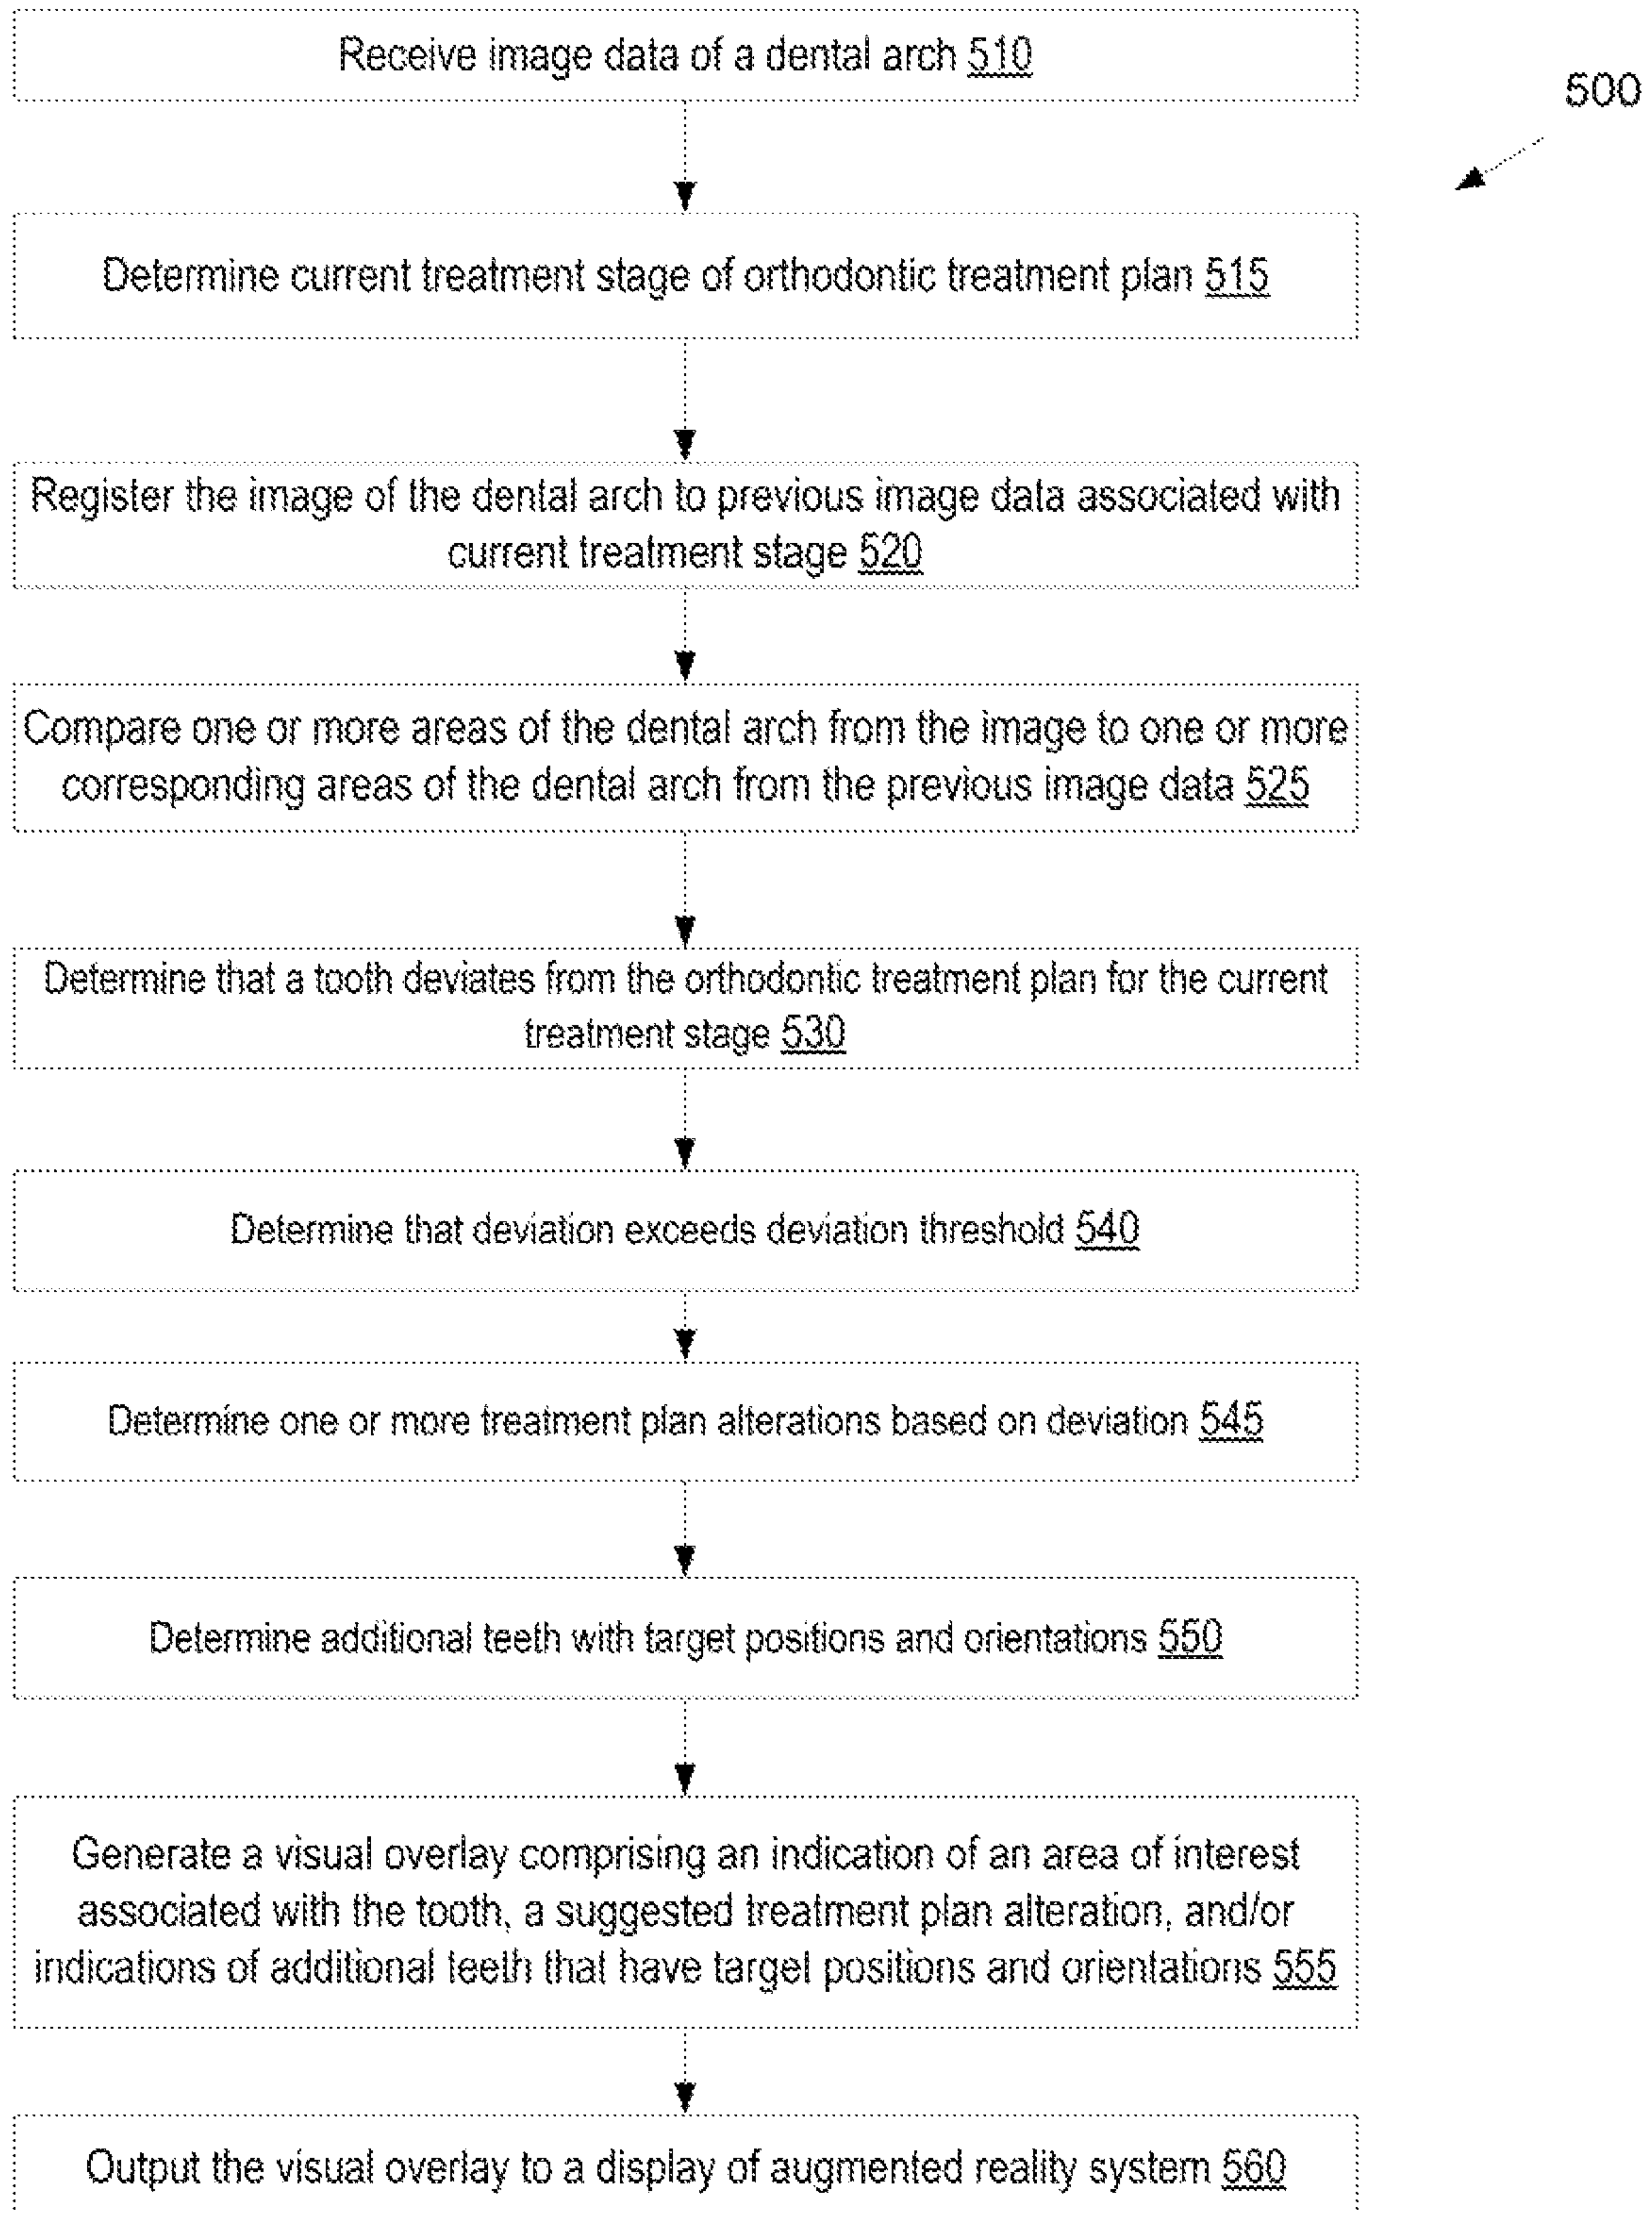 Receive image data of a dental arch 510
500
Determine current treatment stage of orthodontic treatment plan 515
Register the image of the dental arch to previous image data associated with
current treatment stage 520
Compare one or more areas of the dental arch from the image to one or more
corresponding areas of the dental arch from the previous image data 525
Determine that a tooth deviates from the orthodontic treatment plan for the current
treatment stage 530
Determine that deviation exceeds deviation threshold 540
Determine one or more treatment plan alterations based on deviation 545
Determine additional teeth with target positions and orientations 550
Generate a visual overlay comprising an indication of an area of interest
associated with the tooth, a suggested treatment plan alteration, and/or
indications of additional teeth that have target positions and orientations 555
Output the visual overlay to a display of augmented reality system 560